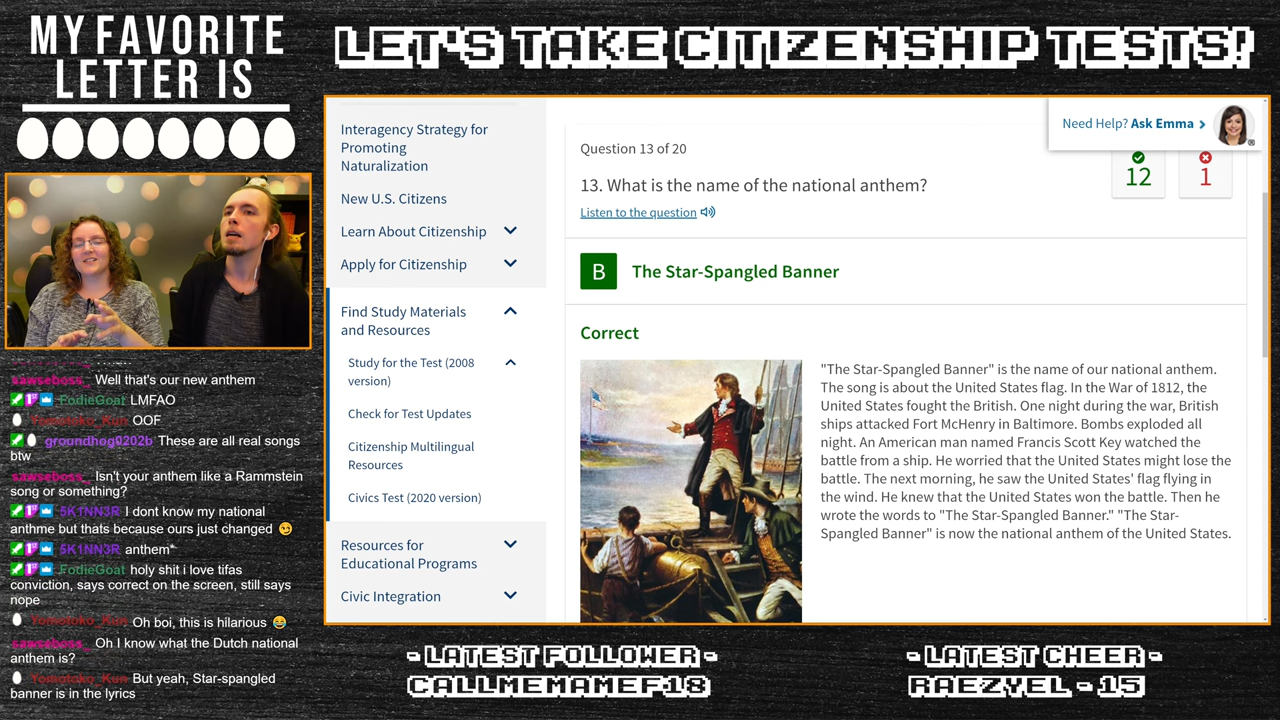 MY FAVORITE
LETTER IS
LET'S TAKE CITIZENSHIP TESTS!
Interagency Strategy for
Promoting
Naturalization
New U.S. Citizens
Learn About Citizenship
Apply for Citizenship
Find Study Materials
and Resources
Study for the Test (2008
version)
Check for Test Updates
Citizenship Multilingual
Resources
Civics Test (2020 version)
Resources for
Educational Programs
Civic Integration
Need Help? Ask Emma
Question 13 of 20
12
1
13. What is the name of the national anthem?
Listen to the question
B The Star-Spangled Banner
Correct
"The Star-Spangled Banner" is the name of our national anthem.
The song is about the United States flag. In the War of 1812, the
United States fought the British. One night during the war, British
ships attacked Fort McHenry in Baltimore. Bombs exploded all
night. An American man named Francis Scott Key watched the
battle from a ship. He worried that the United States might lose the
battle. The next morning, he saw the United States' flag flying in
the wind. He knew that the United States won the battle. Then he
wrote the words to "The Star-Spangled Banner." "The Star-
Spangled Banner" is now the national anthem of the United States.
sawseboss_ Well that's our new anthem
FodieGoat LMFAO
Yomotoko_Kun OOF
groundhog0202b These are all real songs
btw
sawseboss_ Isn't your anthem like a Rammstein
song or something?
5K1NN3R I dont know my national
anthme but thats because ours just changed 😏
5K1NN3R anthem*
FodieGoat holy shit i love tifas
conviction, says correct on the screen, still says
nope
Yomotoko_Kun Oh boi, this is hilarious 😂
sawseboss_ Oh I know what the Dutch national
anthem is?
Yomotoko_Kun But yeah, Star-spangled
banner is in the lyrics
- LATEST FOLLOWER -
CALLMEMAMEF18
- LATEST CHEER -
RAEZYEL - 15